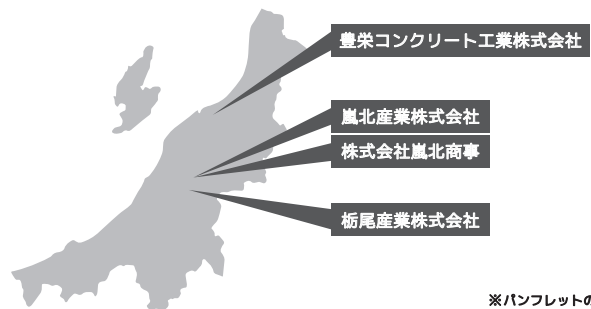 豊栄コンクリート工業株式会社
嵐北産業株式会社
株式会社嵐北商事
栃尾産業株式会社
※パンフレットの